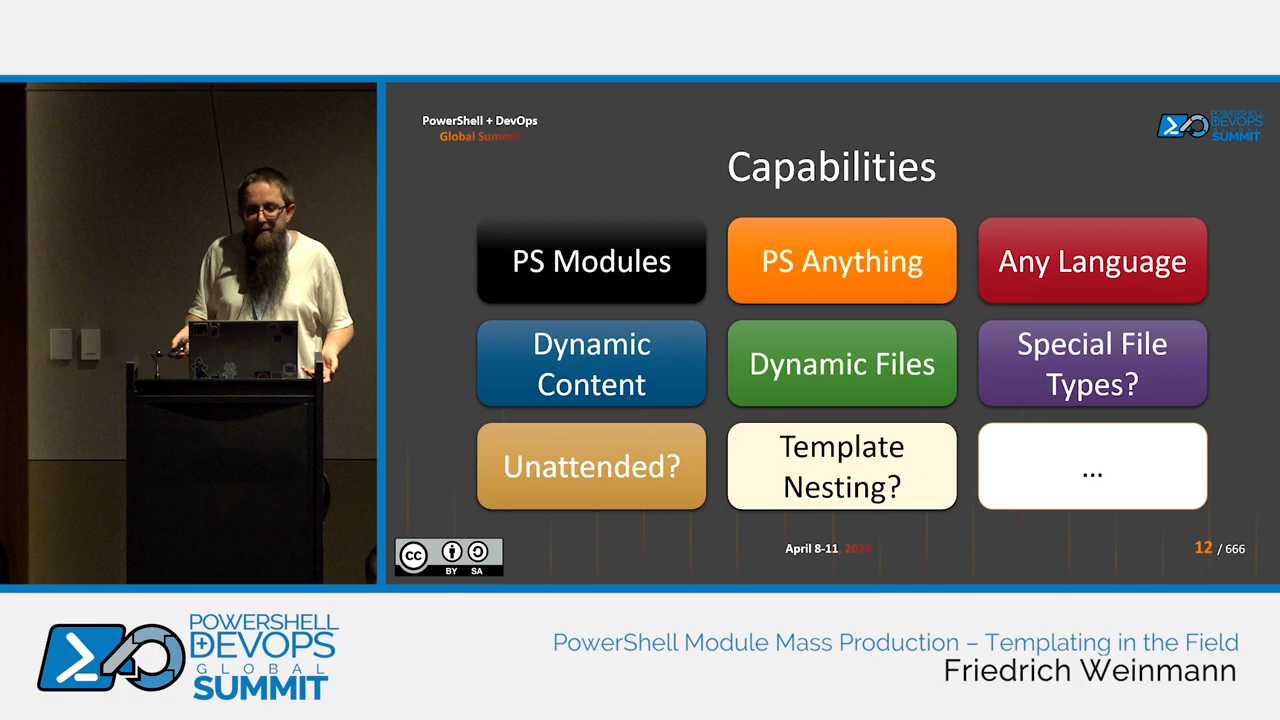 PowerShell + DevOps
Global Summit
POWERSHELL
DEVOPS
SUMMIT
Capabilities
PS Modules
PS Anything
Any Language
Dynamic
Content
Dynamic Files
Special File
Types?
Unattended?
Template
Nesting?
...
cc
BY SA
April 8-11, 2024
12 / 666
POWERSHELL
DEVOPS
GLOBAL
SUMMIT
PowerShell Module Mass Production – Templating in the Field
Friedrich Weinmann